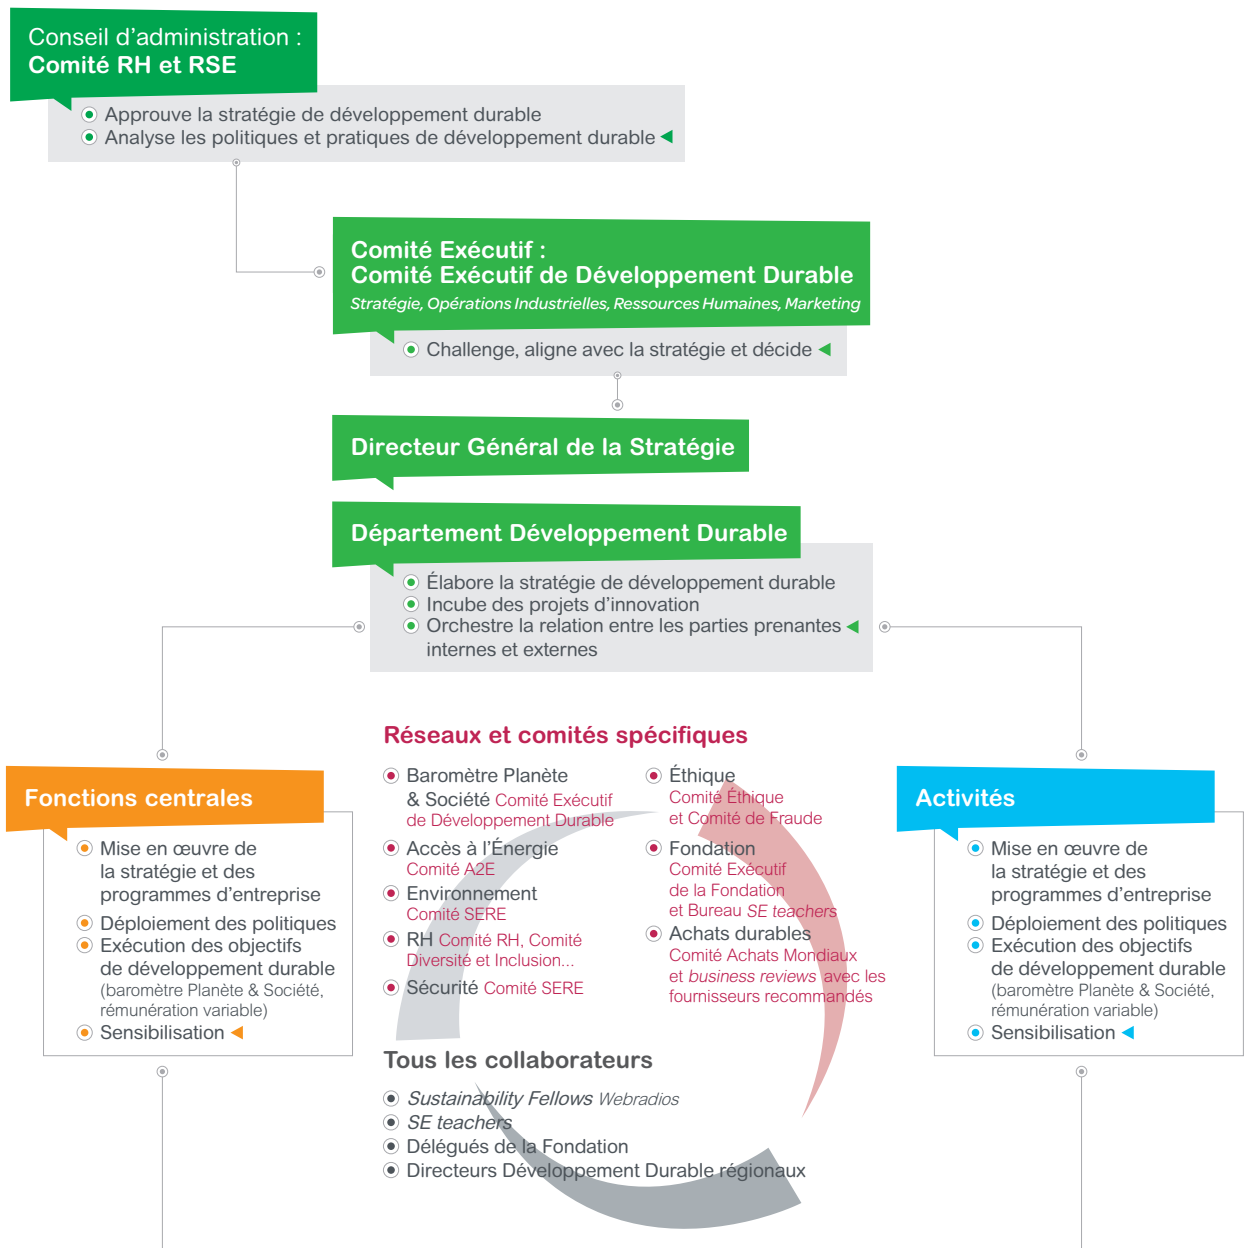 Conseil d’administration :
Comité RH et RSE
Approuve la stratégie de développement durable
Analyse les politiques et pratiques de développement durable
Comité Exécutif :
Comité Exécutif de Développement Durable
Stratégie, Opérations Industrielles, Ressources Humaines, Marketing
Challenge, aligne avec la stratégie et décide
Directeur Général de la Stratégie
Département Développement Durable
Élabore la stratégie de développement durable
Incube des projets d’innovation
Orchestre la relation entre les parties prenantes
internes et externes
Fonctions centrales
Mise en œuvre de
la stratégie et des
programmes d’entreprise
Déploiement des politiques
Exécution des objectifs
de développement durable
(baromètre Planète & Société,
rémunération variable)
Sensibilisation
Réseaux et comités spécifiques
Baromètre Planète
& Société Comité Exécutif
de Développement Durable
Accès à l’Énergie
Comité A2E
Environnement
Comité SERE
RH Comité RH, Comité
Diversité et Inclusion...
Sécurité Comité SERE
Éthique
Comité Éthique
et Comité de Fraude
Fondation
Comité Exécutif
de la Fondation
et Bureau SE teachers
Achats durables
Comité Achats Mondiaux
et business reviews avec les
fournisseurs recommandés
Tous les collaborateurs
Sustainability Fellows Webradios
SE teachers
Délégués de la Fondation
Directeurs Développement Durable régionaux
Activités
Mise en œuvre de
la stratégie et des
programmes d’entreprise
Déploiement des politiques
Exécution des objectifs
de développement durable
(baromètre Planète & Société,
rémunération variable)
Sensibilisation